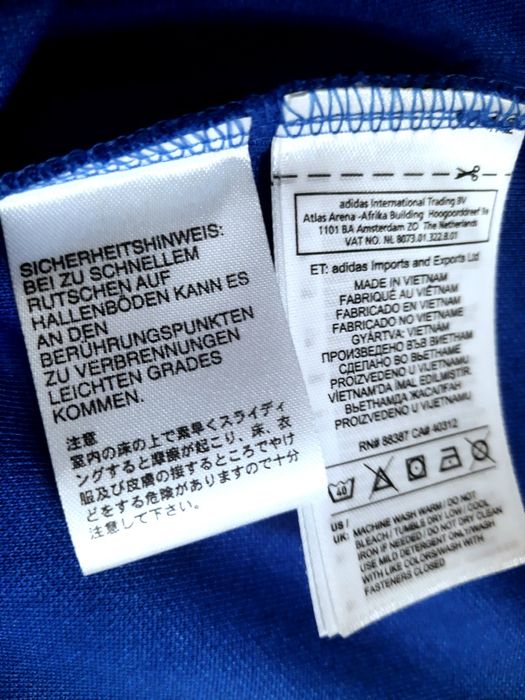 SICHERHEITSHINWEIS:
BEI ZU SCHNELLEM
RUTSCHEN AUF
HALLENBÖDEN KANN ES
AN DEN
BERÜHRUNGSPUNKTEN
ZU VERBRENNUNGEN
LEICHTEN GRADES
KOMMEN.
注意
室内の床の上で素早くスライディ
ングすると摩擦が起こり、床、衣
服及び皮膚の接するところでやけ
どをする危険がありますので十分
注意して下さい。
adidas International Trading BV
Atlas Arena -Afrika Building Hoogoorddreef 9a
1101 BA Amsterdam ZO The Netherlands
VAT NO. NL 8073.01.322.B.01
ET: adidas Imports and Exports Ltd
MADE IN VIETNAM
FABRIQUÉ AU VIÊTNAM
FABRICADO EN VIETNAM
FABRICADO NO VIETNAME
GYÁRTVA: VIETNAM
ПРОИЗВЕДЕНО ВЪВ ВИЕТНАМ
СДЕЛАНО ВО ВЬЕТНАМЕ
PROIZVEDENO U VIJETNAMU
VİETNAM'DA İMAL EDİLMİŞTİR.
ВЬЕТНАМДА ЖАСАЛҒАН
PROIZVEDENO U VIJETNAMU
RN# 88387 CA# 40312
40
US /
UK:
MACHINE WASH WARM / DO NOT
BLEACH / TUMBLE DRY LOW / COOL
IRON IF NEEDED / DO NOT DRY CLEAN
USE MILD DETERGENT ONLY/WASH
WITH LIKE COLORS/WASH WITH
FASTENERS CLOSED